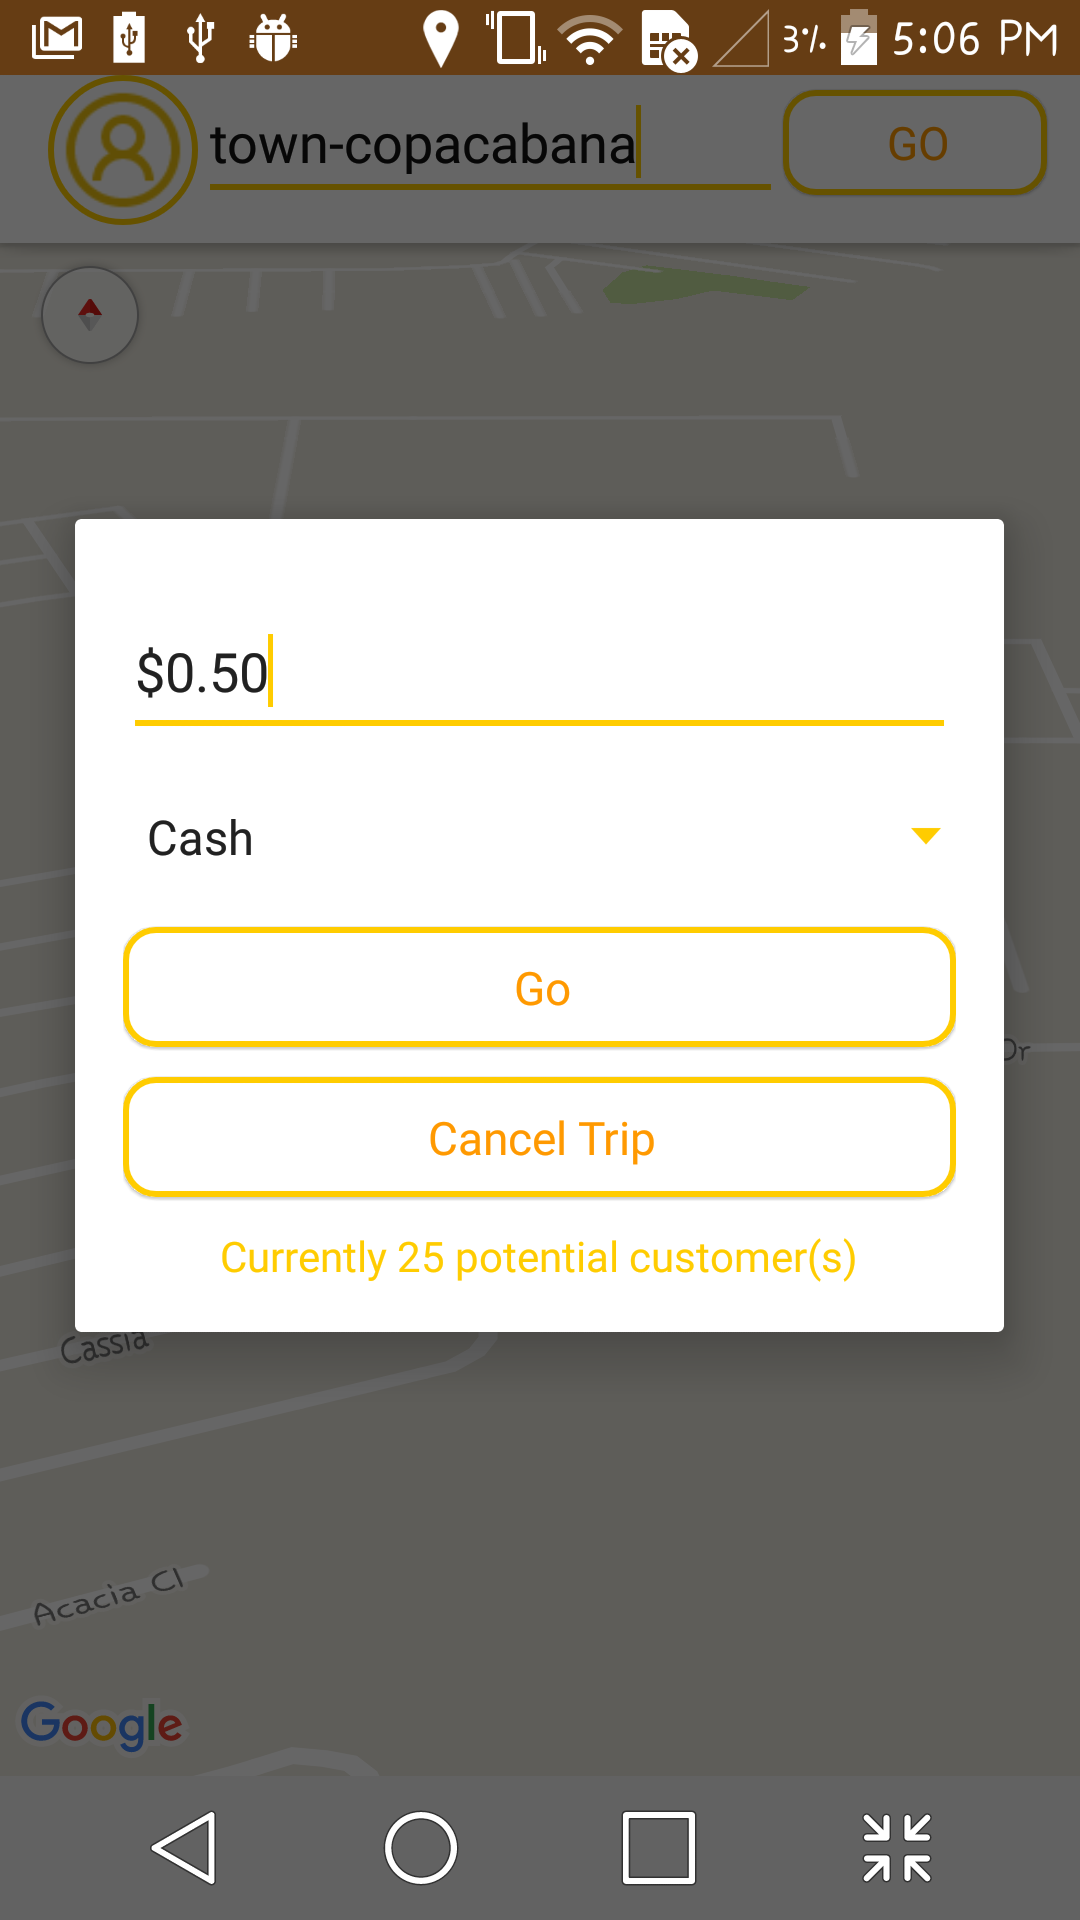 3% 5:06 PM
town-copacabana GO
$0.50
Cash
Go
Dr
Cancel Trip
Currently 25 potential customer(s)
Cassia
Acacia Cl
Google